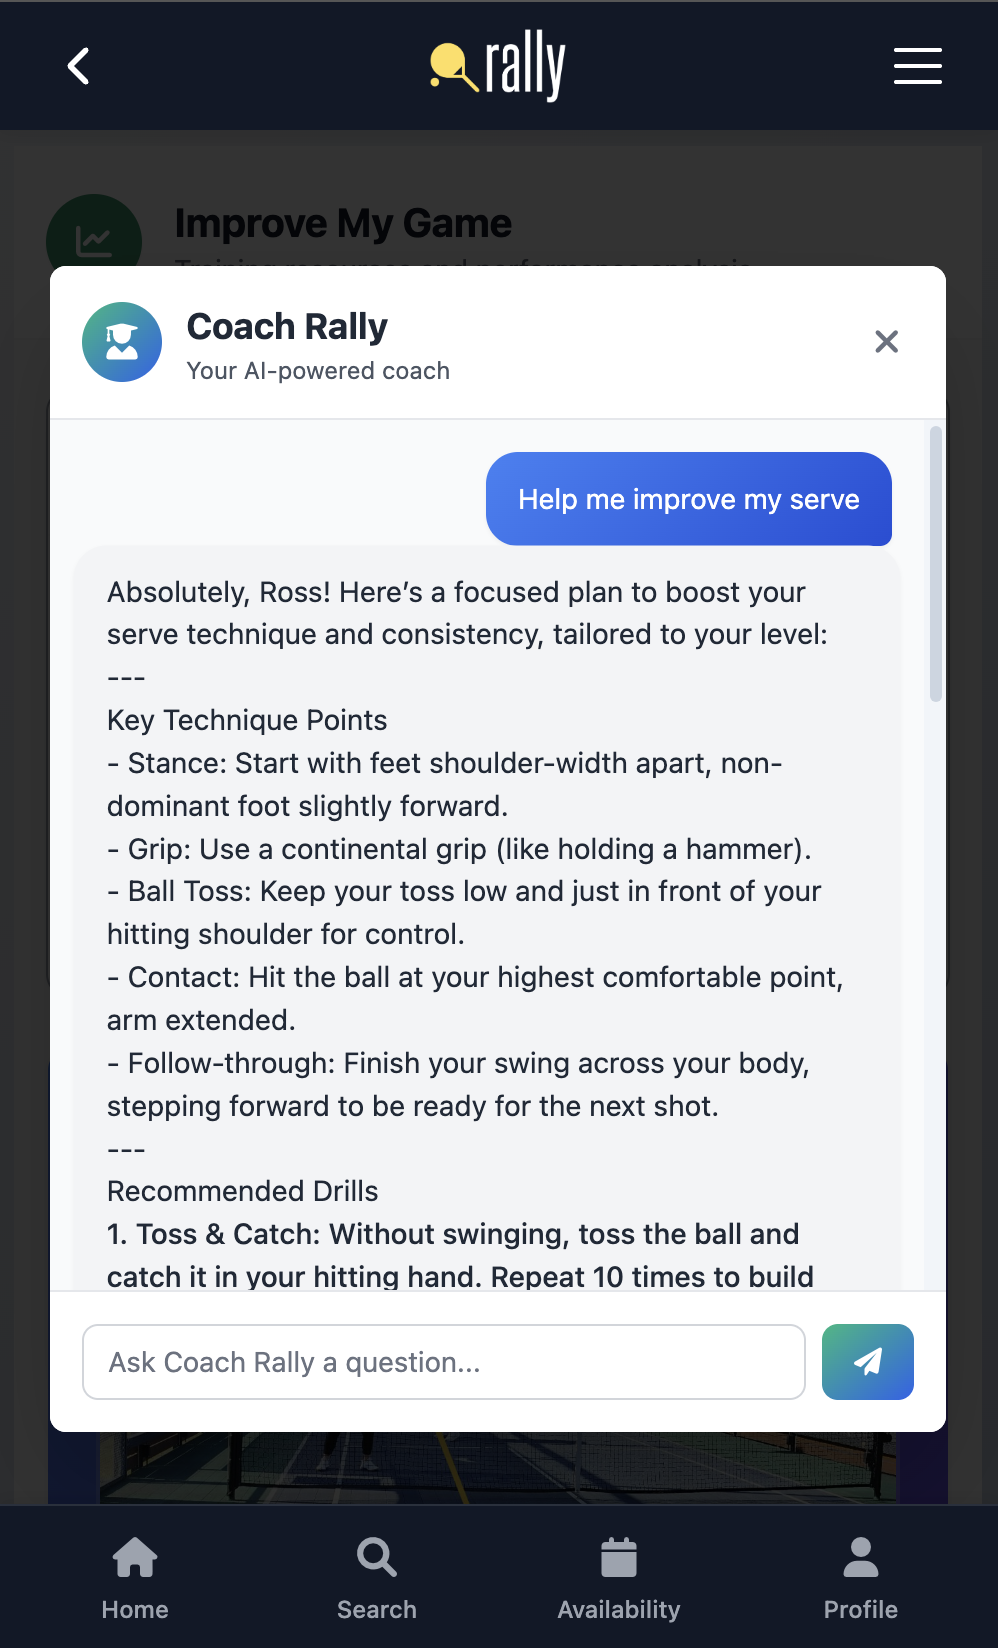 rally
Improve My Game
Training resources and performance analysis
Coach Rally
Your AI-powered coach
Help me improve my serve
Absolutely, Ross! Here’s a focused plan to boost your
serve technique and consistency, tailored to your level:
---
Key Technique Points
- Stance: Start with feet shoulder-width apart, non-
dominant foot slightly forward.
- Grip: Use a continental grip (like holding a hammer).
- Ball Toss: Keep your toss low and just in front of your
hitting shoulder for control.
- Contact: Hit the ball at your highest comfortable point,
arm extended.
- Follow-through: Finish your swing across your body,
stepping forward to be ready for the next shot.
---
Recommended Drills
1. Toss & Catch: Without swinging, toss the ball and
catch it in your hitting hand. Repeat 10 times to build
Ask Coach Rally a question...
Home
Search
Availability
Profile